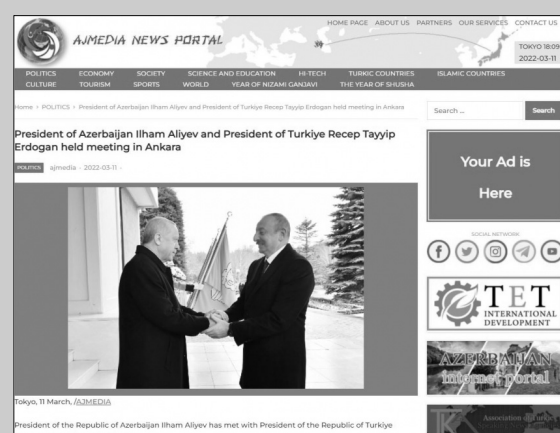 HOME PAGE ABOUT US PARTNERS OUR SERVICES CONTACT US
AJMEDIA NEWS PORTAL
TOKYO 18:09
2022-03-11
POLITICS ECONOMY SOCIETY SCIENCE AND EDUCATION HI-TECH TURKIC COUNTRIES ISLAMIC COUNTRIES
CULTURE TOURISM SPORTS WORLD YEAR OF NIZAMI GANJAVI THE YEAR OF SHUSHA
Home › POLITICS › President of Azerbaijan Ilham Aliyev and President of Turkiye Recep Tayyip Erdogan held meeting in Ankara
Search ...
Search
President of Azerbaijan Ilham Aliyev and President of Turkiye Recep Tayyip
Erdogan held meeting in Ankara
POLITICS ajmedia - 2022-03-11 -
Your Ad is
Here
SOCIAL NETWORK
TET
INTERNATIONAL
DEVELOPMENT
AZERBAIJAN
internet portal
Tokyo, 11 March, /AJMEDIA
Association of Turkic
President of the Republic of Azerbaijan Ilham Aliyev has met with President of the Republic of Turkiye